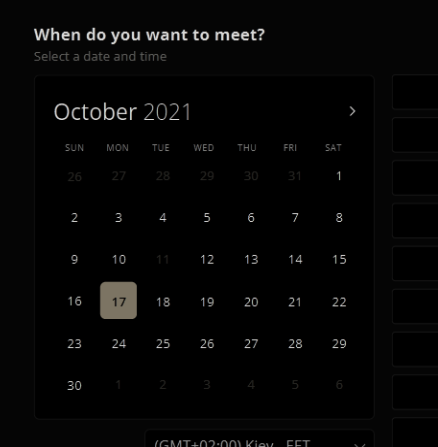 When do you want to meet?
Select a date and time
October 2021
SUN MON TUE WED THU FRI SAT
26 27 28 29 30 31 1
2 3 4 5 6 7 8
9 10 11 12 13 14 15
16 17 18 19 20 21 22
23 24 25 26 27 28 29
30 1 2 3 4 5 6
(GMT+02:00) Kiev - EET